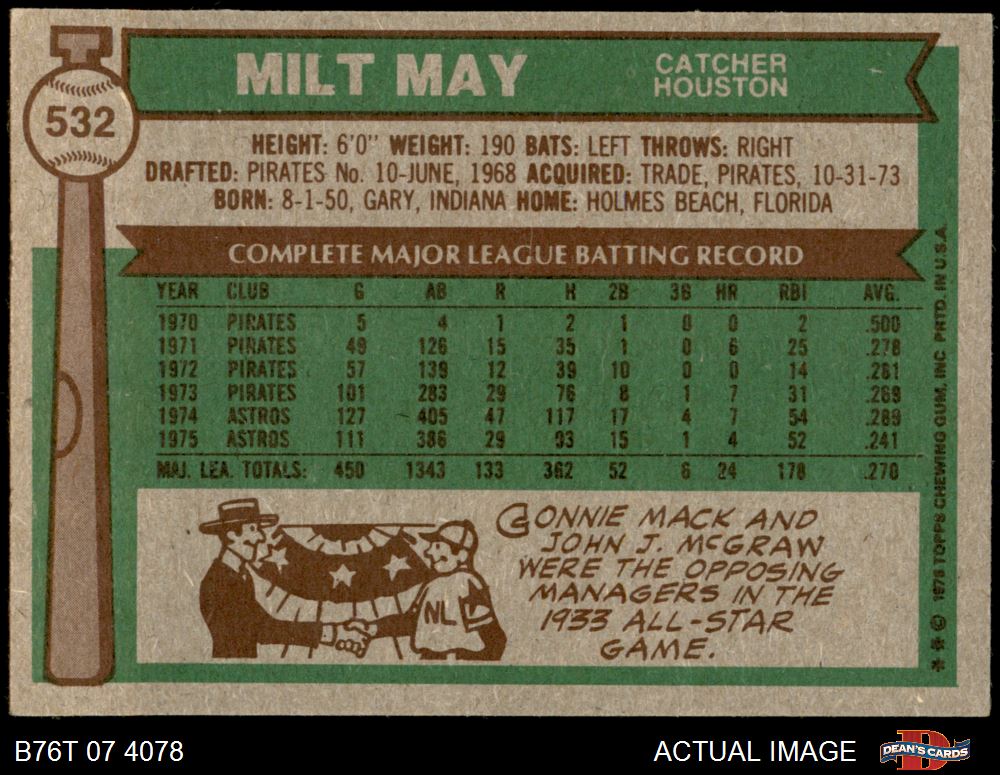 532
MILT MAY
CATCHER
HOUSTON
HEIGHT: 6'0" WEIGHT: 190 BATS: LEFT THROWS: RIGHT
DRAFTED: PIRATES No. 10-JUNE, 1968 ACQUIRED: TRADE, PIRATES, 10-31-73
BORN: 8-1-50, GARY, INDIANA HOME: HOLMES BEACH, FLORIDA
COMPLETE MAJOR LEAGUE BATTING RECORD
YEAR CLUB G AB R H 2B 3B HR RBI AVG.
1970 PIRATES 5 4 1 2 1 0 0 2 .500
1971 PIRATES 49 126 15 35 1 0 6 25 .278
1972 PIRATES 57 139 12 39 10 0 0 14 .281
1973 PIRATES 101 283 29 76 8 1 7 31 .269
1974 ASTROS 127 405 47 117 17 4 7 54 .289
1975 ASTROS 111 386 29 93 15 1 4 52 .241
MAJ. LEA. TOTALS: 450 1343 133 362 52 6 24 178 .270
NL
CONNIE MACK AND
JOHN J. McGRAW
WERE THE OPPOSING
MANAGERS IN THE
1933 ALL-STAR
GAME.
** © 1976 TOPPS CHEWING GUM, INC. PRTD. IN U.S.A.
B76T 07 4078
ACTUAL IMAGE
D
DEAN'S CARDS